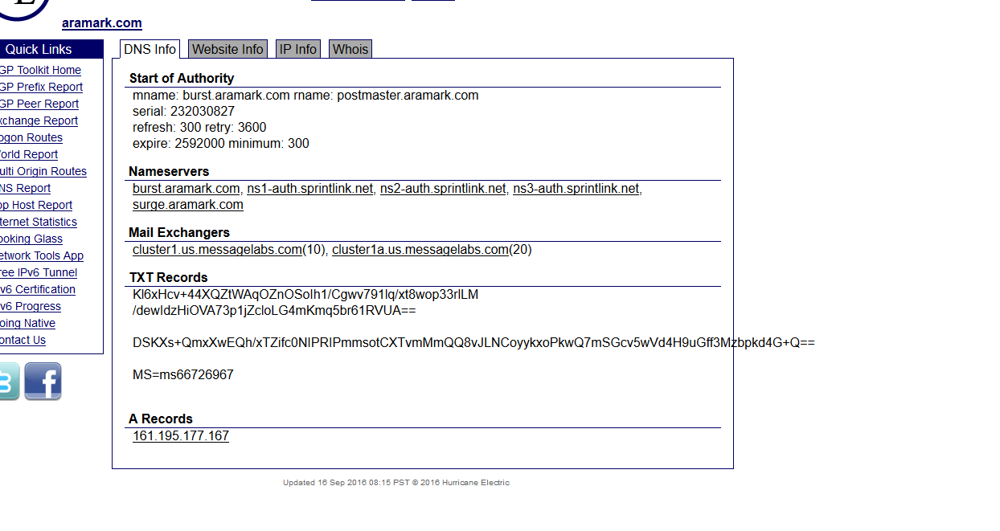 aramark.com
Quick Links
GP Toolkit Home
GP Prefix Report
GP Peer Report
xchange Report
ogon Routes
orld Report
ulti Origin Routes
NS Report
op Host Report
ternet Statistics
ooking Glass
etwork Tools App
ree IPv6 Tunnel
v6 Certification
v6 Progress
oing Native
ontact Us
DNS Info Website Info IP Info Whois
Start of Authority
mname: burst.aramark.com rname: postmaster.aramark.com
serial: 232030827
refresh: 300 retry: 3600
expire: 2592000 minimum: 300
Nameservers
burst.aramark.com, ns1-auth.sprintlink.net, ns2-auth.sprintlink.net, ns3-auth.sprintlink.net,
surge.aramark.com
Mail Exchangers
cluster1.us.messagelabs.com(10), cluster1a.us.messagelabs.com(20)
TXT Records
KI6xHcv+44XQZtWAqOZnOSoIh1/Cgwv791lq/xt8wop33rlLM
/dewIdzHiOVA73p1jZcloLG4mKmq5br61RVUA==
DSKXs+QmxXwEQh/xTZifc0NIPRIPmmsotCXTvmMmQQ8vJLNCoyykxoPkwQ7mSGcv5wVd4H9uGff3Mzbpkd4G+Q==
MS=ms66726967
A Records
161.195.177.167
Updated 16 Sep 2016 08:15 PST © 2016 Hurricane Electric